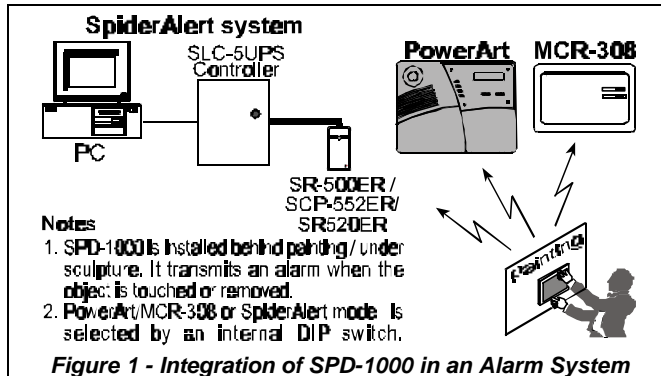 SpiderAlert system
SLC-5UPS
Controller
PC
SR-500ER /
SCP-552ER/
SR520ER
PowerArt
MCR-308
Painting
Notes
1. SPD-1000 is installed behind painting / under
sculpture. It transmits an alarm when the
object is touched or removed.
2. PowerArt/MCR-308 or SpiderAlert mode is
selected by an internal DIP switch.
Figure 1 - Integration of SPD-1000 in an Alarm System